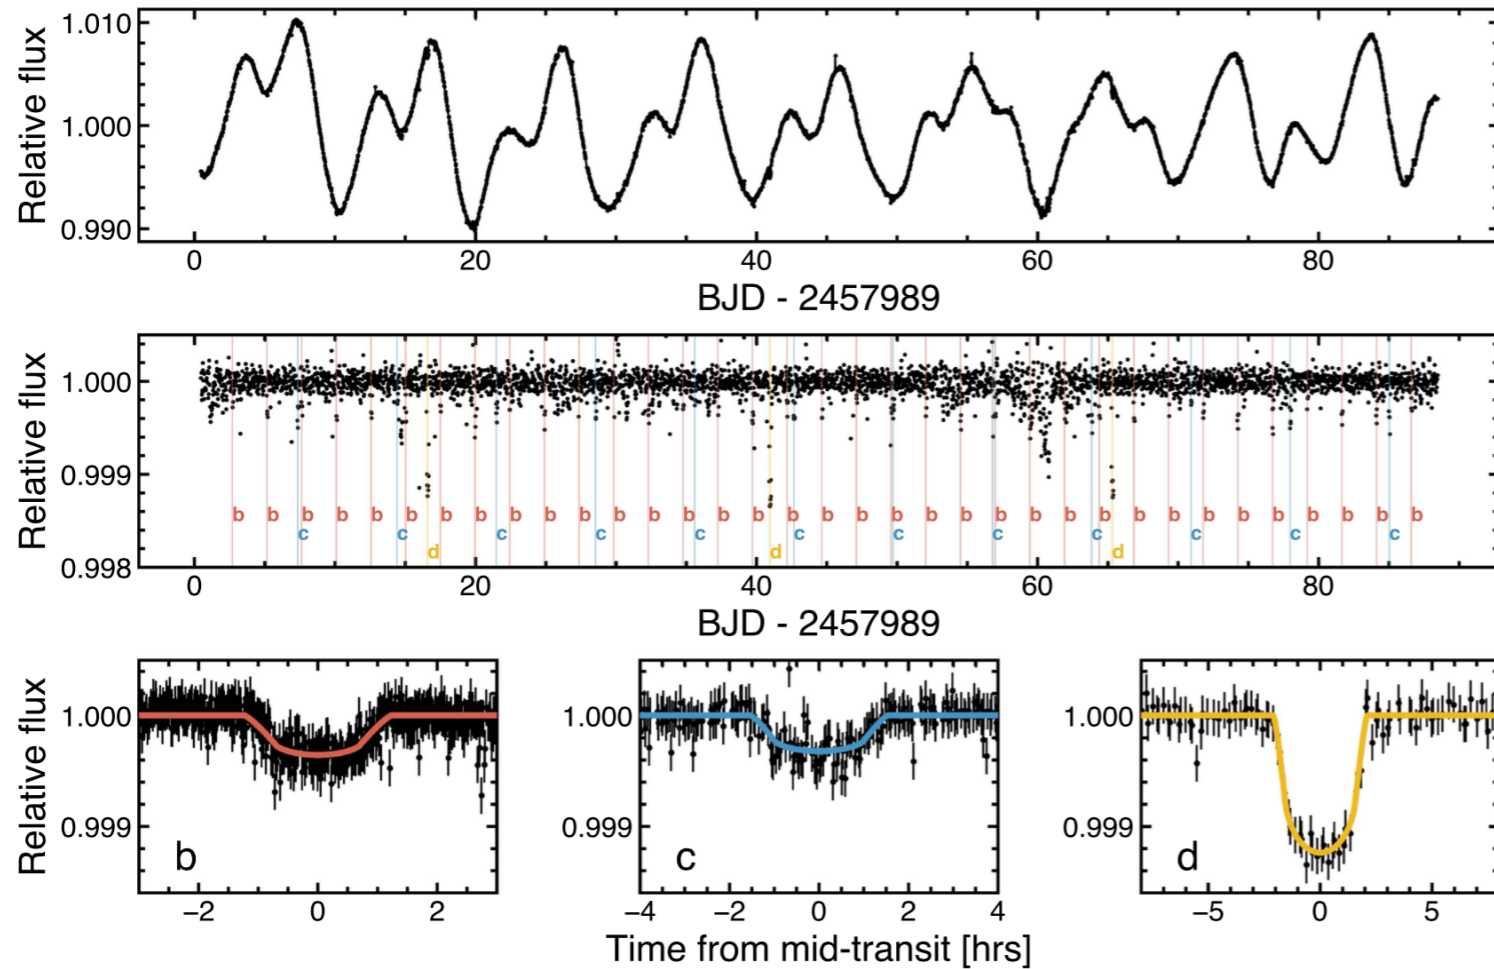 Relative flux
1.010
1.000
0.990
0 20 40 60 80
BJD - 2457989
Relative flux
1.000
0.999
0.998
b b b b b b b b b b b b b b b b b b b b b b b b b b b b b b b b b b b
c c c c c c c c c c c c
d d d
0 20 40 60 80
BJD - 2457989
Relative flux
1.000
0.999
b
−2 0 2
1.000
0.999
c
−4 −2 0 2 4
1.000
0.999
d
−5 0 5
Time from mid-transit [hrs]